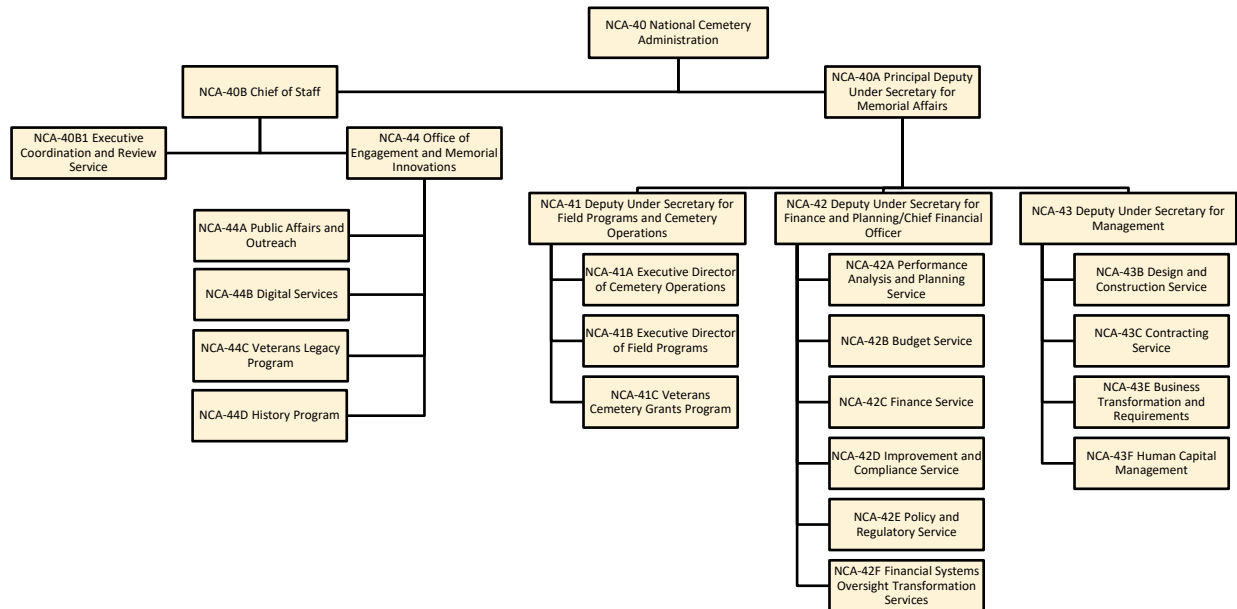 NCA-40 National Cemetery
Administration
NCA-40B Chief of Staff
NCA-40A Principal Deputy
Under Secretary for
Memorial Affairs
NCA-40B1 Executive
Coordination and Review
Service
NCA-44 Office of
Engagement and Memorial
Innovations
NCA-44A Public Affairs and
Outreach
NCA-44B Digital Services
NCA-44C Veterans Legacy
Program
NCA-44D History Program
NCA-41 Deputy Under Secretary for
Field Programs and Cemetery
Operations
NCA-41A Executive Director
of Cemetery Operations
NCA-41B Executive Director
of Field Programs
NCA-41C Veterans
Cemetery Grants Program
NCA-42 Deputy Under Secretary for
Finance and Planning/Chief Financial
Officer
NCA-42A Performance
Analysis and Planning
Service
NCA-42B Budget Service
NCA-42C Finance Service
NCA-42D Improvement and
Compliance Service
NCA-42E Policy and
Regulatory Service
NCA-42F Financial Systems
Oversight Transformation
Services
NCA-43 Deputy Under Secretary for
Management
NCA-43B Design and
Construction Service
NCA-43C Contracting
Service
NCA-43E Business
Transformation and
Requirements
NCA-43F Human Capital
Management